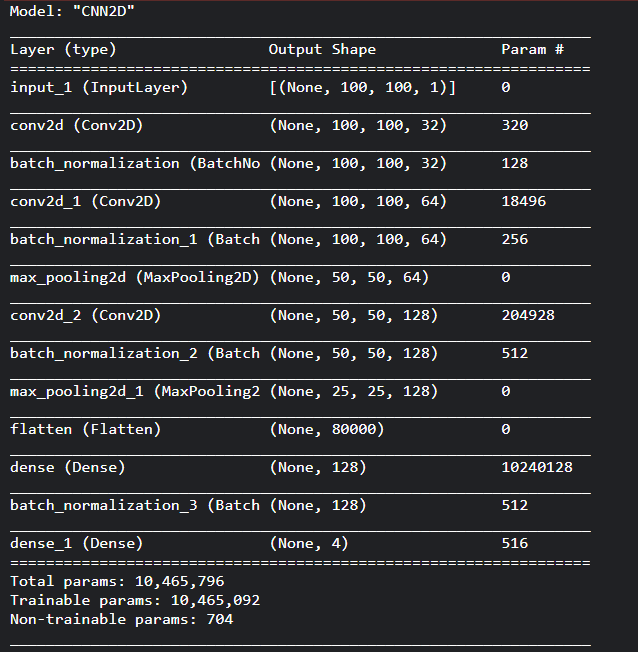 Model: "CNN2D"
_________________________________________________________________
Layer (type)                 Output Shape              Param #
=================================================================
input_1 (InputLayer)         [(None, 100, 100, 1)]     0
_________________________________________________________________
conv2d (Conv2D)              (None, 100, 100, 32)      320
_________________________________________________________________
batch_normalization (BatchNo (None, 100, 100, 32)      128
_________________________________________________________________
conv2d_1 (Conv2D)            (None, 100, 100, 64)      18496
_________________________________________________________________
batch_normalization_1 (Batch (None, 100, 100, 64)      256
_________________________________________________________________
max_pooling2d (MaxPooling2D) (None, 50, 50, 64)        0
_________________________________________________________________
conv2d_2 (Conv2D)            (None, 50, 50, 128)       204928
_________________________________________________________________
batch_normalization_2 (Batch (None, 50, 50, 128)       512
_________________________________________________________________
max_pooling2d_1 (MaxPooling2 (None, 25, 25, 128)       0
_________________________________________________________________
flatten (Flatten)            (None, 80000)             0
_________________________________________________________________
dense (Dense)                (None, 128)               10240128
_________________________________________________________________
batch_normalization_3 (Batch (None, 128)               512
_________________________________________________________________
dense_1 (Dense)              (None, 4)                 516
=================================================================
Total params: 10,465,796
Trainable params: 10,465,092
Non-trainable params: 704
_________________________________________________________________